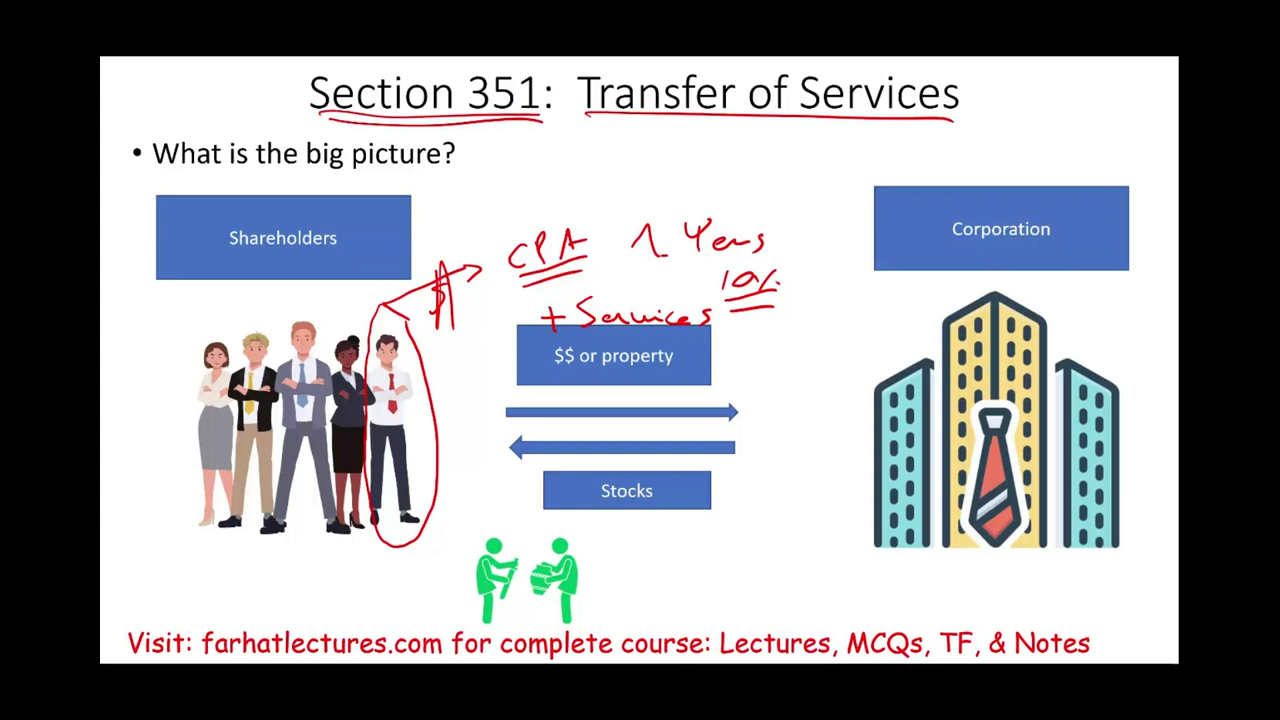 Section 351: Transfer of Services
• What is the big picture?
Shareholders
Corporation
CPA
Years
10%
+ Services
$
$$ or property
Stocks
Visit: farhatlectures.com for complete course: Lectures, MCQs, TF, & Notes